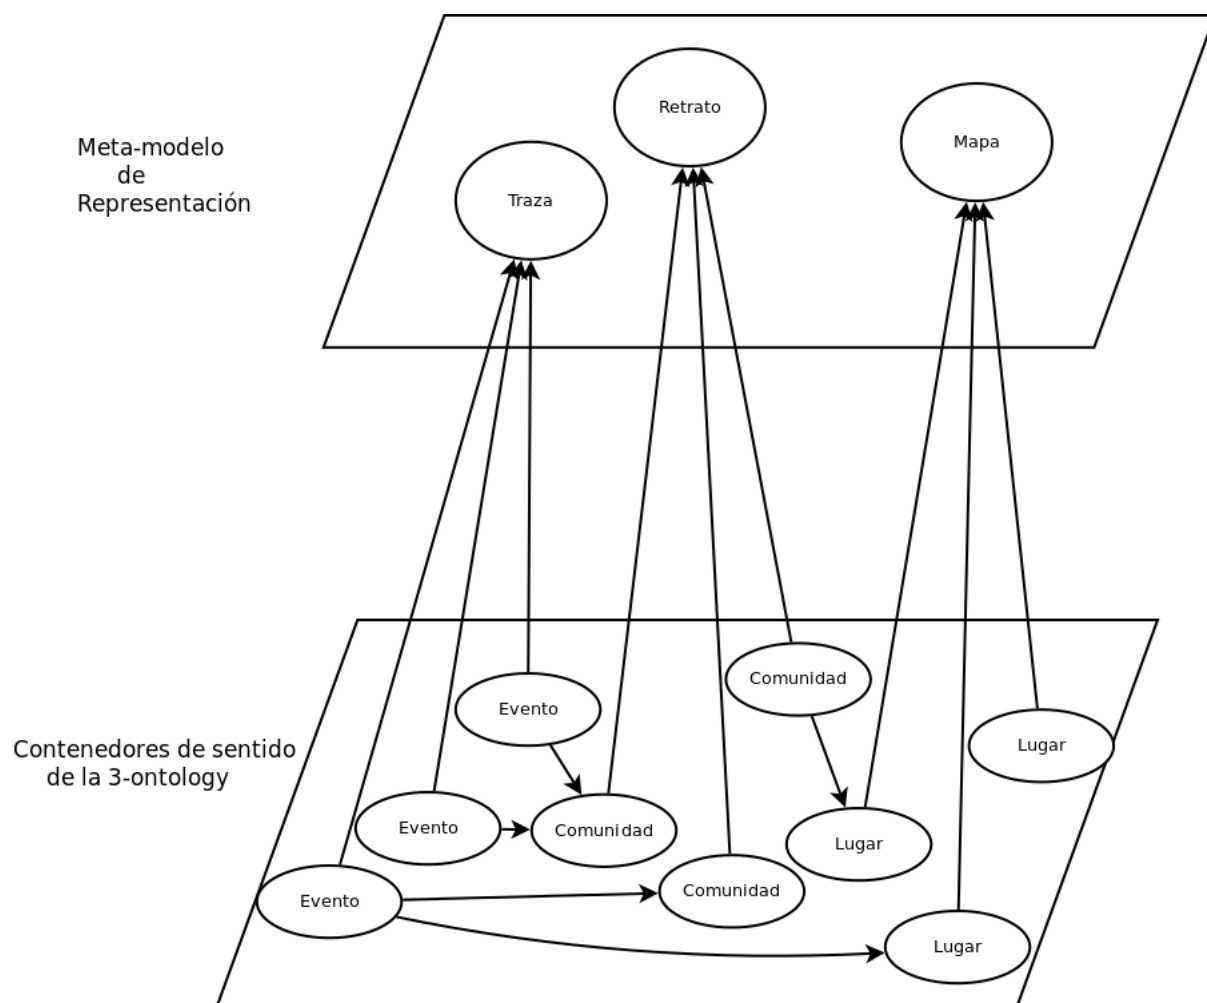 Retrato
Mapa
Meta-modelo
de
Representación
Traza
Comunidad
Evento
Contenedores de sentido
de la 3-ontology
Lugar
Evento
Comunidad
Lugar
Comunidad
Evento
Lugar